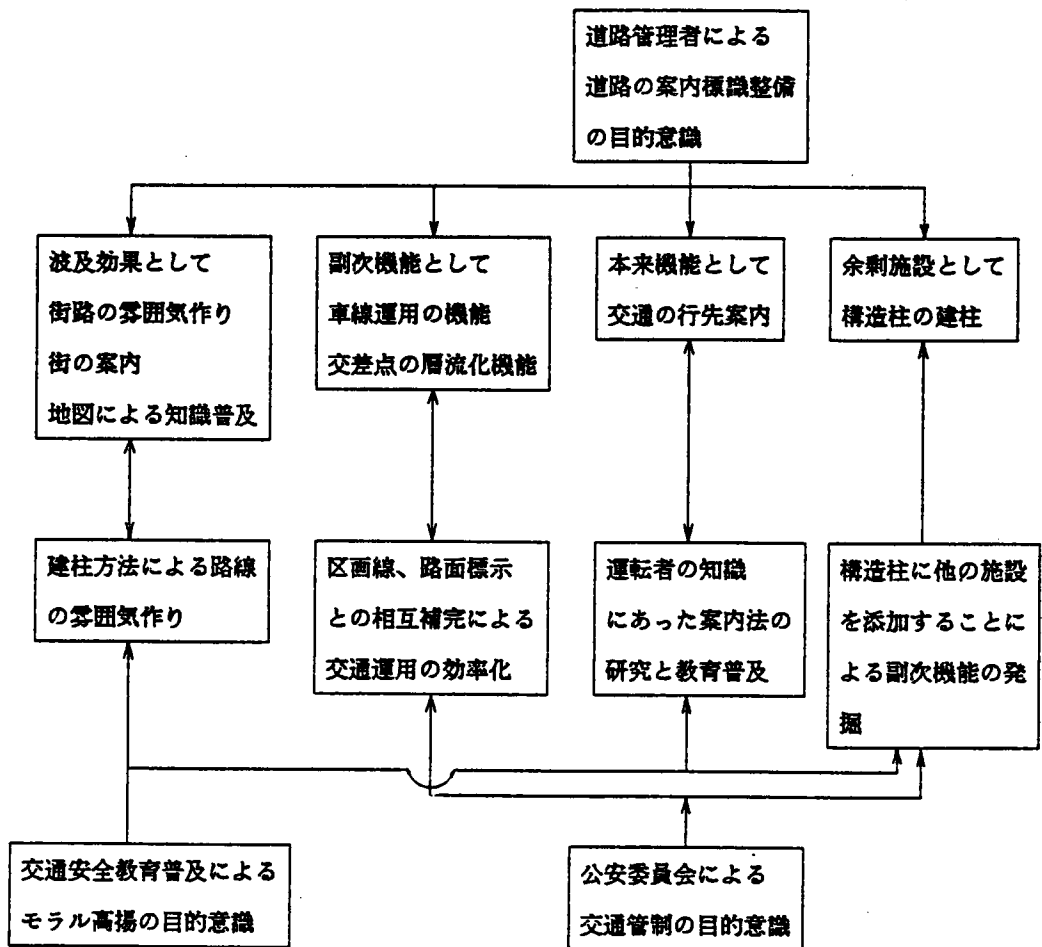 道路管理者による
道路の案内標識整備
の目的意識
波及効果として
街路の雰囲気作り
街の案内
地図による知識普及
副次機能として
車線運用の機能
交差点の層流化機能
本来機能として
交通の行先案内
余剰施設として
構造柱の建柱
建柱方法による路線
の雰囲気作り
区画線、路面標示
との相互補完による
交通運用の効率化
運転者の知識
にあった案内法の
研究と教育普及
構造柱に他の施設
を添加することに
よる副次機能の発
掘
交通安全教育普及による
モラル高揚の目的意識
公安委員会による
交通管制の目的意識